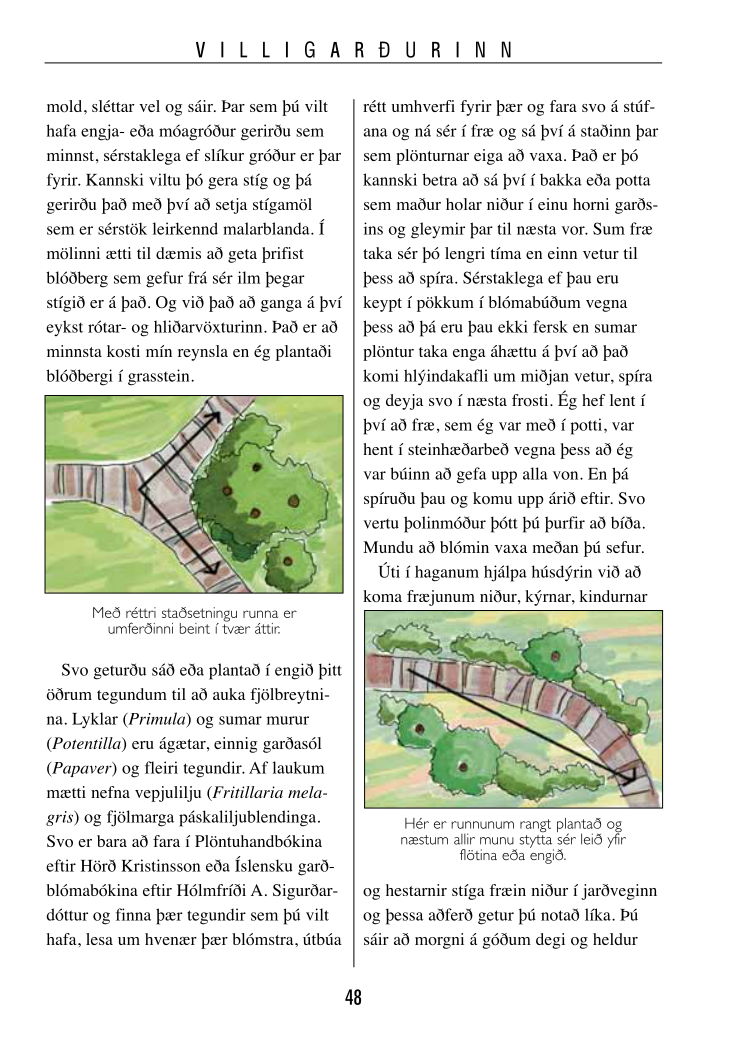 VILLIGARÐURINN
mold, sléttar vel og sáir. Þar sem þú vilt
hafa engja- eða móagróður gerirðu sem
minnst, sérstaklega ef slíkur gróður er þar
fyrir. Kannski viltu þó gera stíg og þá
gerirðu það með því að setja stígamöl
sem er sérstök leirkennd malarblanda. Í
mölinni ætti til dæmis að geta þrifist
blóðberg sem gefur frá sér ilm þegar
stígið er á það. Og við það að ganga á því
eykst rótar- og hliðarvöxturinn. Það er að
minnsta kosti mín reynsla en ég plantaði
blóðbergi í grasstein.
Með réttri staðsetningu runna er
umferðinni beint í tvær áttir.
Svo geturðu sáð eða plantað í engið þitt
öðrum tegundum til að auka fjölbreytni-
na. Lyklar (Primula) og sumar murur
(Potentilla) eru ágætar, einnig garðasól
(Papaver) og fleiri tegundir. Af laukum
mætti nefna vepjulilju (Fritillaria mela-
gris) og fjölmarga páskaliljublendinga.
Svo er bara að fara í Plöntuhandbókina
eftir Hörð Kristinsson eða Íslensku garð-
blómabókina eftir Hólmfríði A. Sigurðar-
dóttur og finna þær tegundir sem þú vilt
hafa, lesa um hvenær þær blómstra, útbúa
rétt umhverfi fyrir þær og fara svo á stúf-
ana og ná sér í fræ og sá því á staðinn þar
sem plönturnar eiga að vaxa. Það er þó
kannski betra að sá því í bakka eða potta
sem maður holar niður í einu horni garðs-
ins og gleymir þar til næsta vor. Sum fræ
taka sér þó lengri tíma en einn vetur til
þess að spíra. Sérstaklega ef þau eru
keypt í pökkum í blómabúðum vegna
þess að þá eru þau ekki fersk en sumar
plöntur taka enga áhættu á því að það
komi hlýindakafli um miðjan vetur, spíra
og deyja svo í næsta frosti. Ég hef lent í
því að fræ, sem ég var með í potti, var
hent í steinhæðarbeð vegna þess að ég
var búinn að gefa upp alla von. En þá
spíruðu þau og komu upp árið eftir. Svo
vertu þolinmóður þótt þú þurfir að bíða.
Mundu að blómin vaxa meðan þú sefur.
Úti í haganum hjálpa húsdýrin við að
koma fræjunum niður, kýrnar, kindurnar
Hér er runnunum rangt plantað og
næstum allir munu stytta sér leið yfir
flötina eða engið.
og hestarnir stíga fræin niður í jarðveginn
og þessa aðferð getur þú notað líka. Þú
sáir að morgni á góðum degi og heldur
48